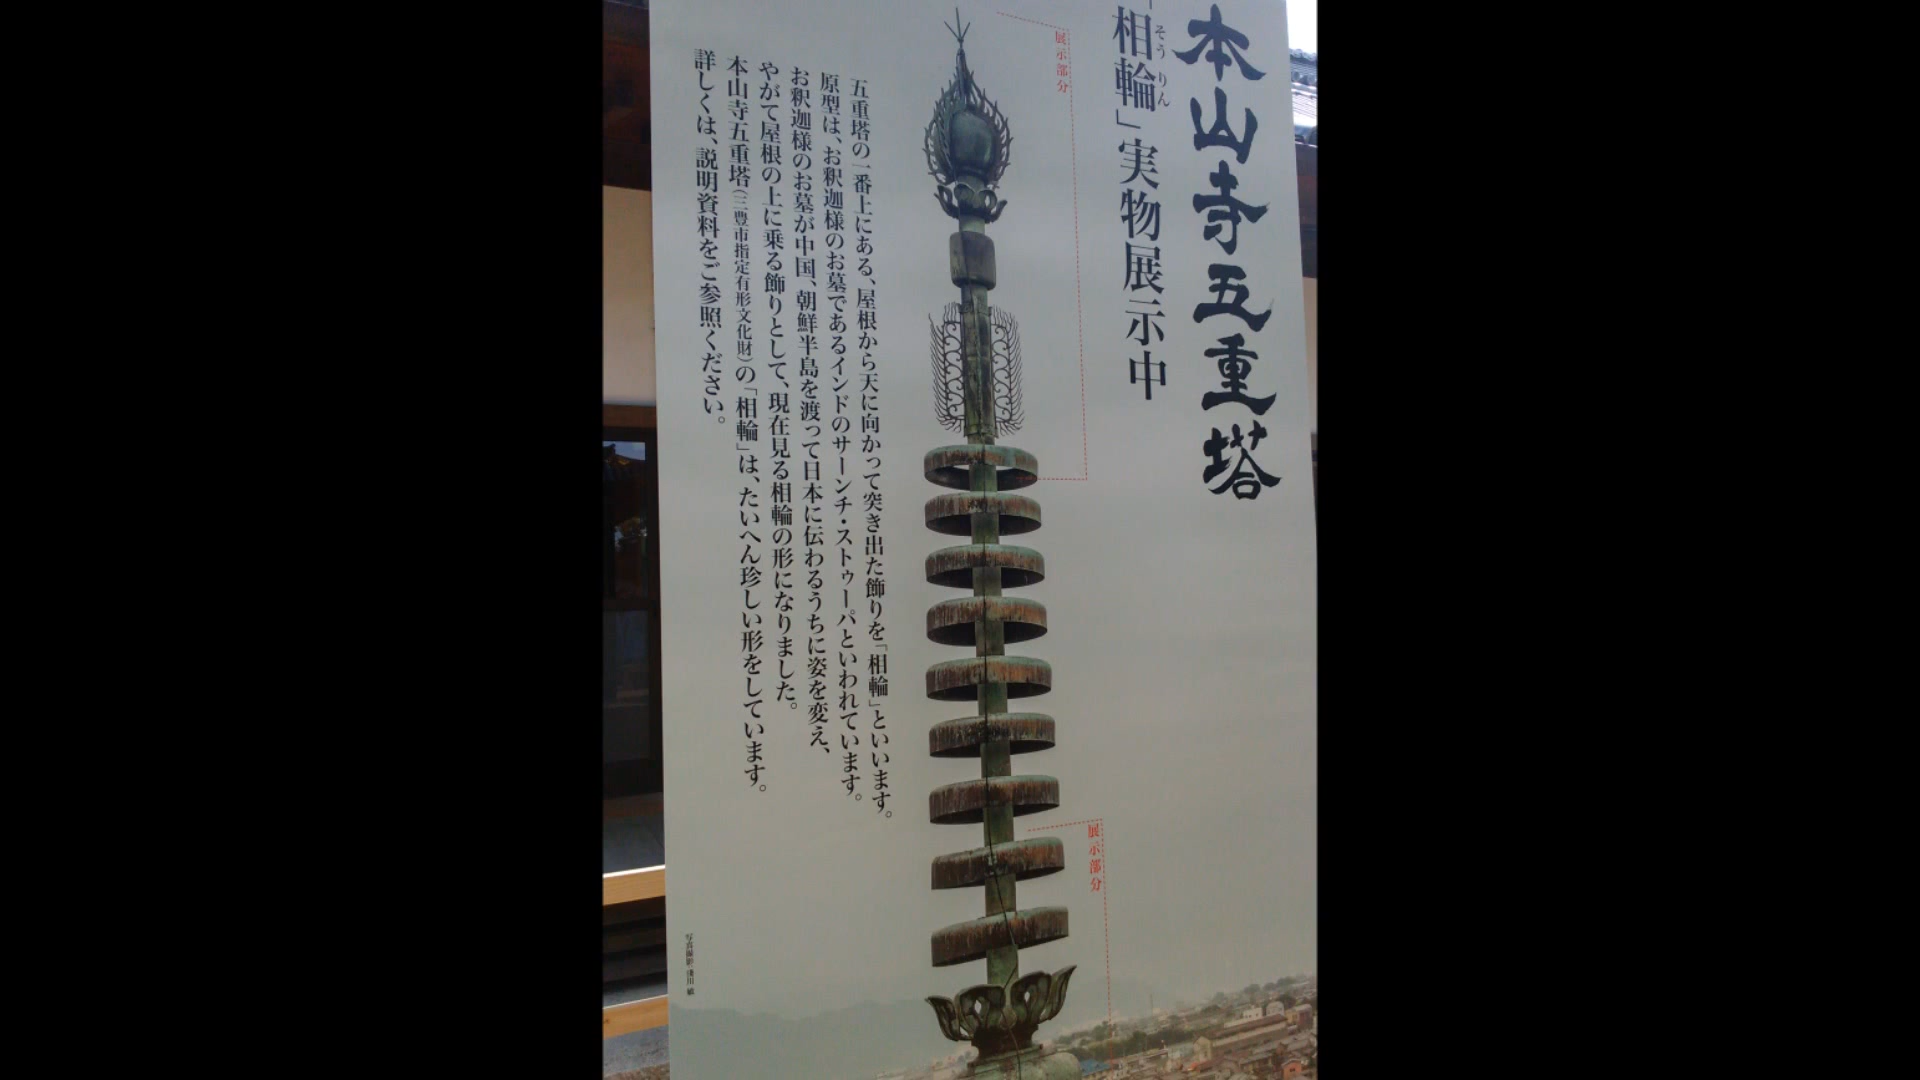 本山寺五重塔
「相輪」実物展示中
そうりん
展示部分
展示部分
五重塔の一番上にある、屋根から天に向かって突き出た飾りを「相輪」といいます。
原型は、お釈迦様のお墓であるインドのサーンチ・ストゥーパといわれています。
お釈迦様のお墓が中国、朝鮮半島を渡って日本に伝わるうちに姿を変え、
やがて屋根の上に乗る飾りとして、現在見る相輪の形になりました。
本山寺五重塔(三豊市指定有形文化財)の「相輪」は、たいへん珍しい形をしています。
詳しくは、説明資料をご参照ください。
写真撮影: